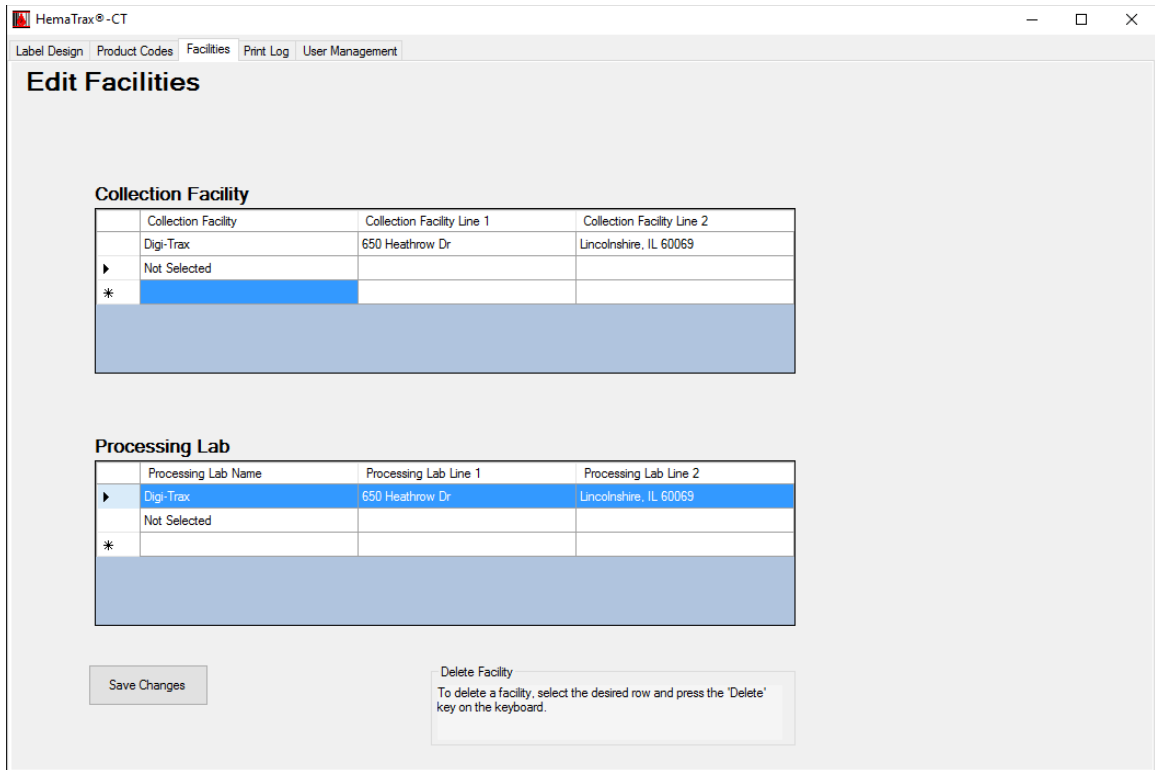 HemaTrax®-CT
Label Design Product Codes Facilities Print Log User Management
Edit Facilities
Collection Facility
Collection Facility Collection Facility Line 1 Collection Facility Line 2
Digi-Trax 650 Heathrow Dr Lincolnshire, IL 60069
Not Selected
Processing Lab
Processing Lab Name Processing Lab Line 1 Processing Lab Line 2
Digi-Trax 650 Heathrow Dr Lincolnshire, IL 60069
Not Selected
Save Changes
Delete Facility
To delete a facility, select the desired row and press the 'Delete'
key on the keyboard.